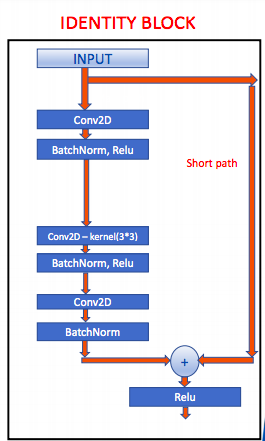 IDENTITY BLOCK
INPUT
Conv2D
BatchNorm, Relu
Short path
Conv2D – kernel(3*3)
BatchNorm, Relu
Conv2D
BatchNorm
+
Relu